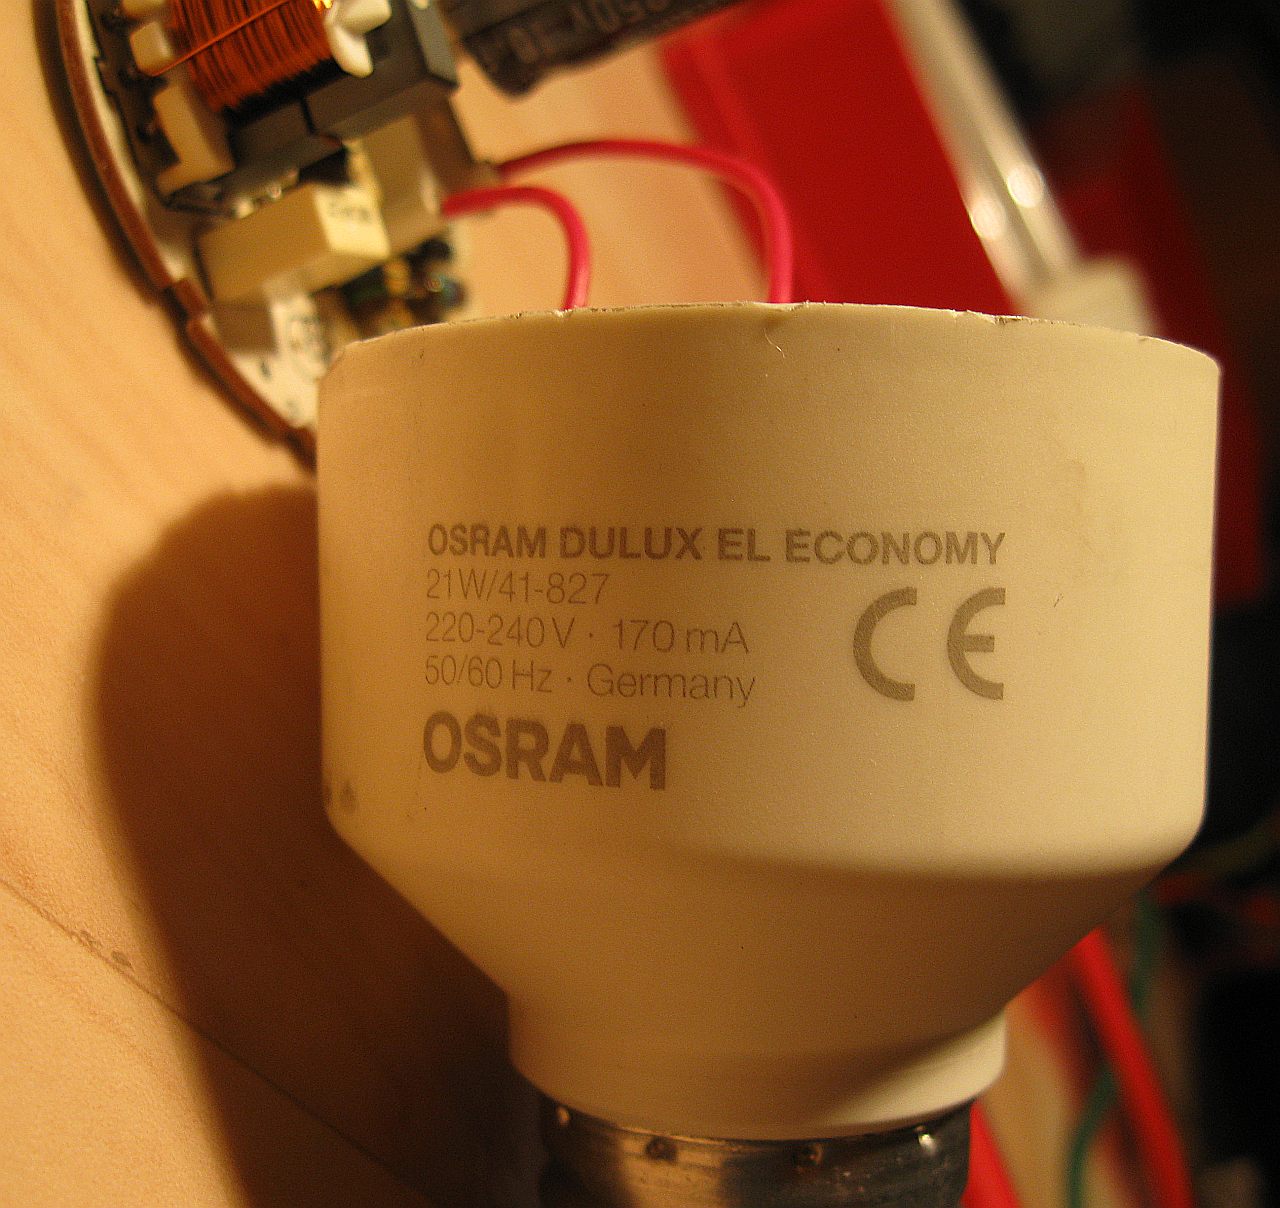 OSRAM DULUX EL ECONOMY
21W/41-827
220-240V · 170 mA
50/60 Hz · Germany
CE
OSRAM